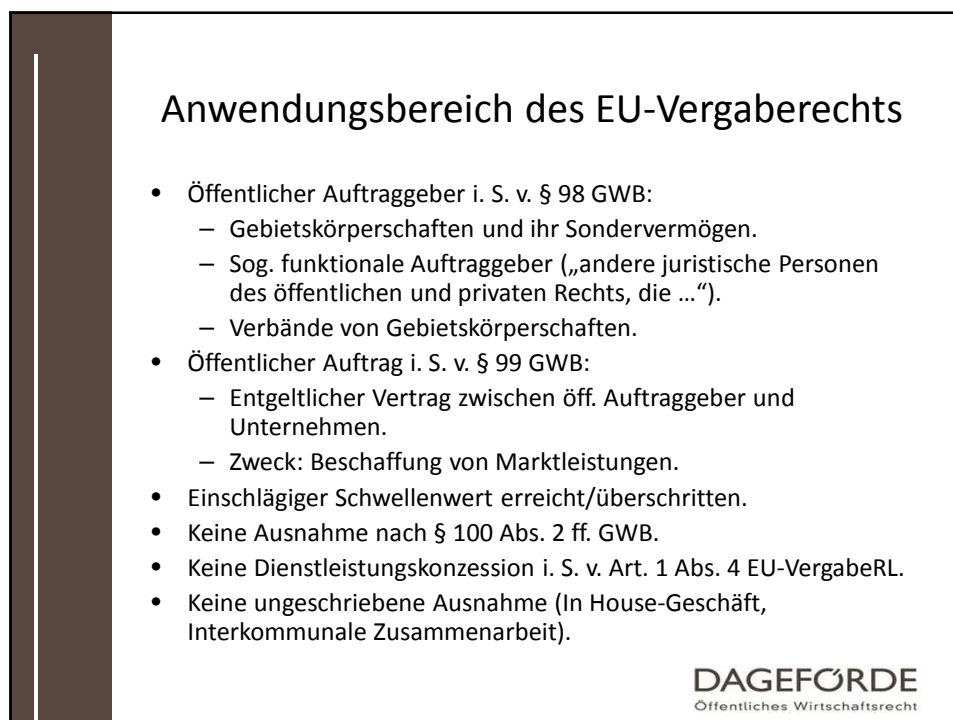 Anwendungsbereich des EU-Vergaberechts
• Öffentlicher Auftraggeber i. S. v. § 98 GWB:
– Gebietskörperschaften und ihr Sondervermögen.
– Sog. funktionale Auftraggeber („andere juristische Personen
des öffentlichen und privaten Rechts, die …“).
– Verbände von Gebietskörperschaften.
• Öffentlicher Auftrag i. S. v. § 99 GWB:
– Entgeltlicher Vertrag zwischen öff. Auftraggeber und
Unternehmen.
– Zweck: Beschaffung von Marktleistungen.
• Einschlägiger Schwellenwert erreicht/überschritten.
• Keine Ausnahme nach § 100 Abs. 2 ff. GWB.
• Keine Dienstleistungskonzession i. S. v. Art. 1 Abs. 4 EU-VergabeRL.
• Keine ungeschriebene Ausnahme (In House-Geschäft,
Interkommunale Zusammenarbeit).
DAGEFÖRDE
Öffentliches Wirtschaftsrecht